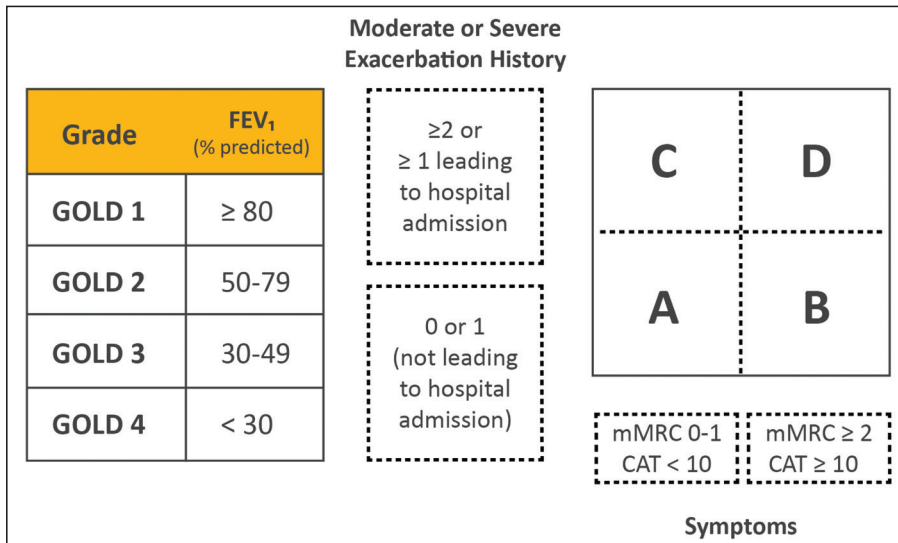 Moderate or Severe
Exacerbation History
Grade
FEV₁
(% predicted)
GOLD 1
≥ 80
GOLD 2
50-79
GOLD 3
30-49
GOLD 4
< 30
≥2 or
≥ 1 leading
to hospital
admission
0 or 1
(not leading
to hospital
admission)
C
D
A
B
mMRC 0-1
CAT < 10
mMRC ≥ 2
CAT ≥ 10
Symptoms